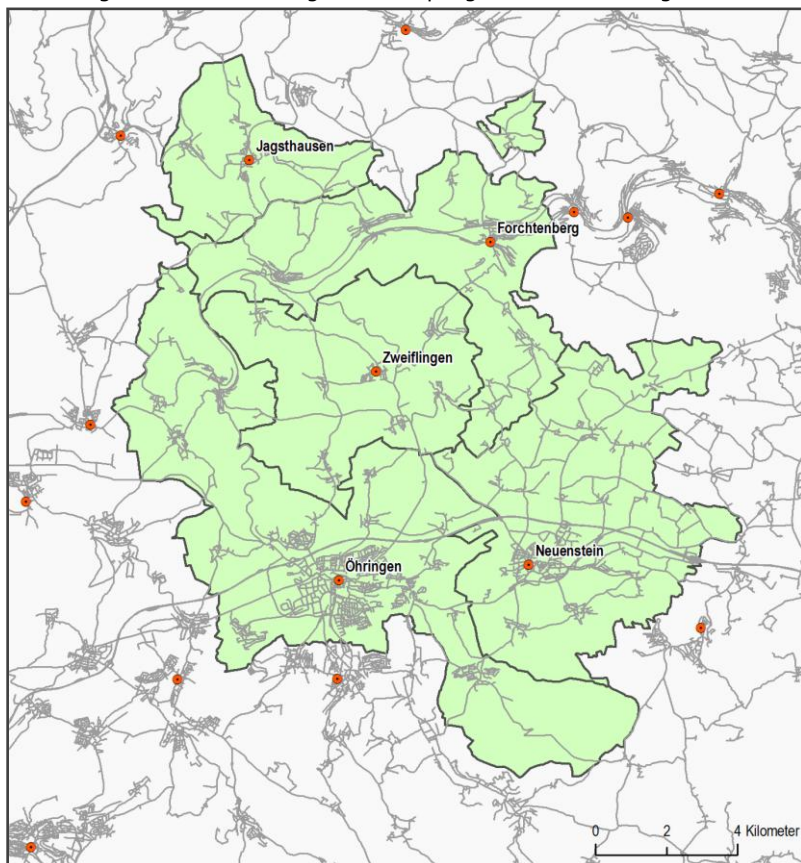 Jagsthausen
Forchtenberg
Zweiflingen
Neuenstein
Öhringen
0 2 4 Kilometer